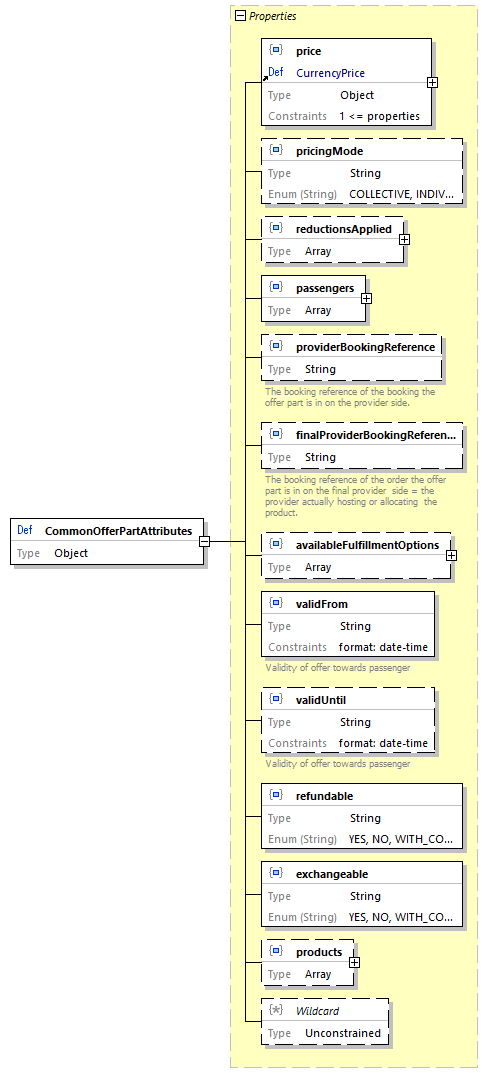 Properties
{} price
Def CurrencyPrice
Type Object
Constraints 1 <= properties
{} pricingMode
Type String
Enum (String) COLLECTIVE, INDIV...
{} reductionsApplied
Type Array
{} passengers
Type Array
{} providerBookingReference
Type String
The booking reference of the booking the
offer part is in on the provider side.
{} finalProviderBookingReferen...
Type String
The booking reference of the order the offer
part is in on the final provider side = the
provider actually hosting or allocating the
product.
Def CommonOfferPartAttributes
Type Object
{} availableFulfillmentOptions
Type Array
{} validFrom
Type String
Constraints format: date-time
Validity of offer towards passenger
{} validUntil
Type String
Constraints format: date-time
Validity of offer towards passenger
{} refundable
Type String
Enum (String) YES, NO, WITH_CO...
{} exchangeable
Type String
Enum (String) YES, NO, WITH_CO...
{} products
Type Array
{*} Wildcard
Type Unconstrained